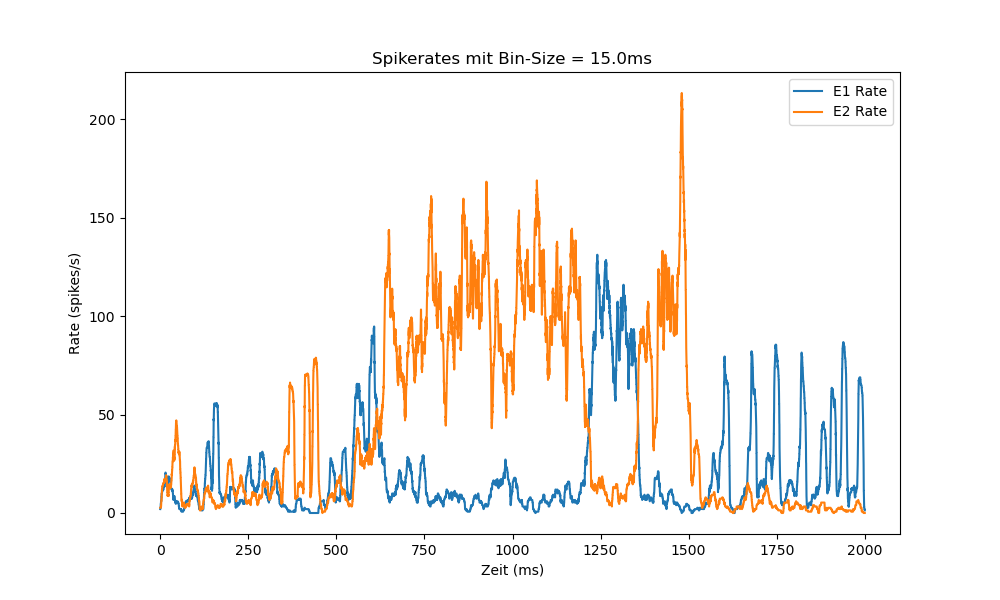 Spikerates mit Bin-Size = 15.0ms
E1 Rate
E2 Rate
200
150
100
50
0
Rate (spikes/s)
0 250 500 750 1000 1250 1500 1750 2000
Zeit (ms)